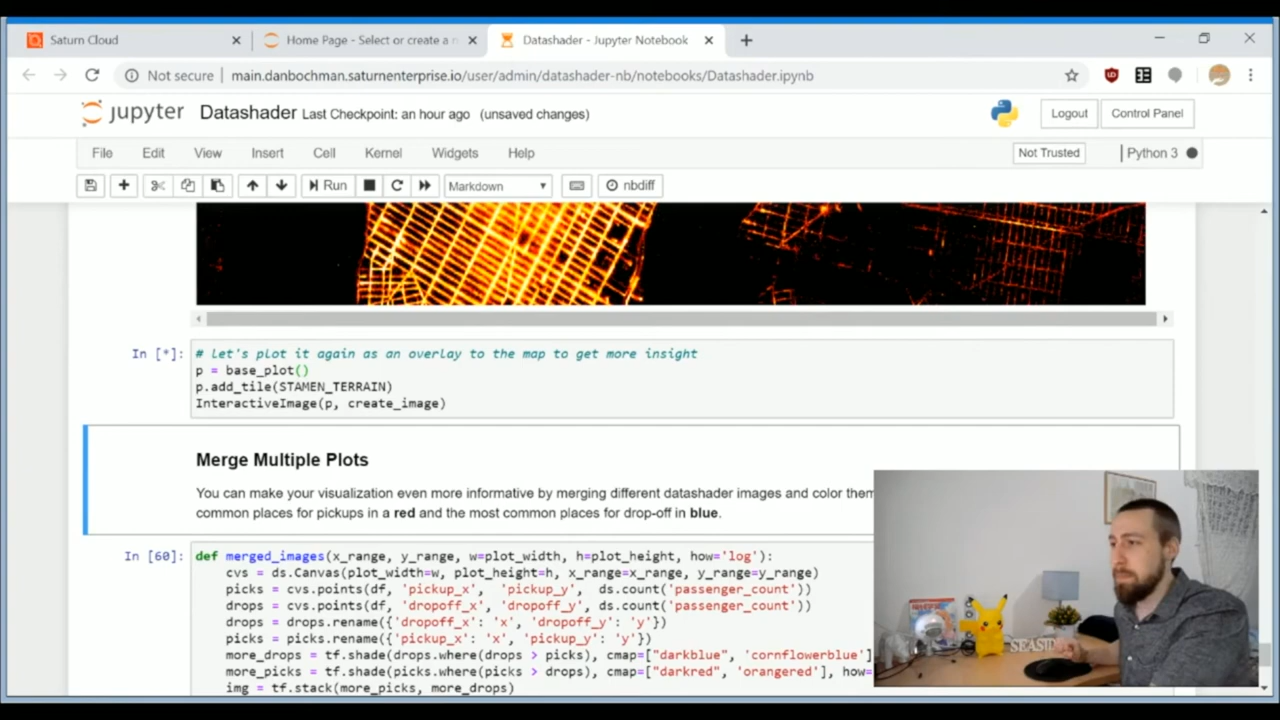 Saturn Cloud
Home Page - Select or create a n
Datashader - Jupyter Notebook
Not secure | main.danbochman.saturnenterprise.io/user/admin/datashader-nb/notebooks/Datashader.ipynb
jupyter Datashader Last Checkpoint: an hour ago (unsaved changes)
Logout Control Panel
File Edit View Insert Cell Kernel Widgets Help Not Trusted | Python 3
Run Markdown nbdiff
In [*]: # let's plot it again as an overlay to the map to get more insight
p = base_plot()
p.add_tile(STAMEN_TERRAIN)
InteractiveImage(p, create_image)
Merge Multiple Plots
You can make your visualization even more informative by merging different datashader images and color them
common places for pickups in a red and the most common places for drop-off in blue.
In [60]: def merged_images(x_range, y_range, w=plot_width, h=plot_height, how='log'):
cvs = ds.Canvas(plot_width=w, plot_height=h, x_range=x_range, y_range=y_range)
picks = cvs.points(df, 'pickup_x', 'pickup_y', ds.count('passenger_count'))
drops = cvs.points(df, 'dropoff_x', 'dropoff_y', ds.count('passenger_count'))
drops = drops.rename({'dropoff_x': 'x', 'dropoff_y': 'y'})
picks = picks.rename({'pickup_x': 'x', 'pickup_y': 'y'})
more_drops = tf.shade(drops.where(drops > picks), cmap=["darkblue", 'cornflowerblue']
more_picks = tf.shade(picks.where(picks > drops), cmap=["darkred", 'orangered'], how=
img = tf.stack(more_picks, more_drops)
SEASIDE